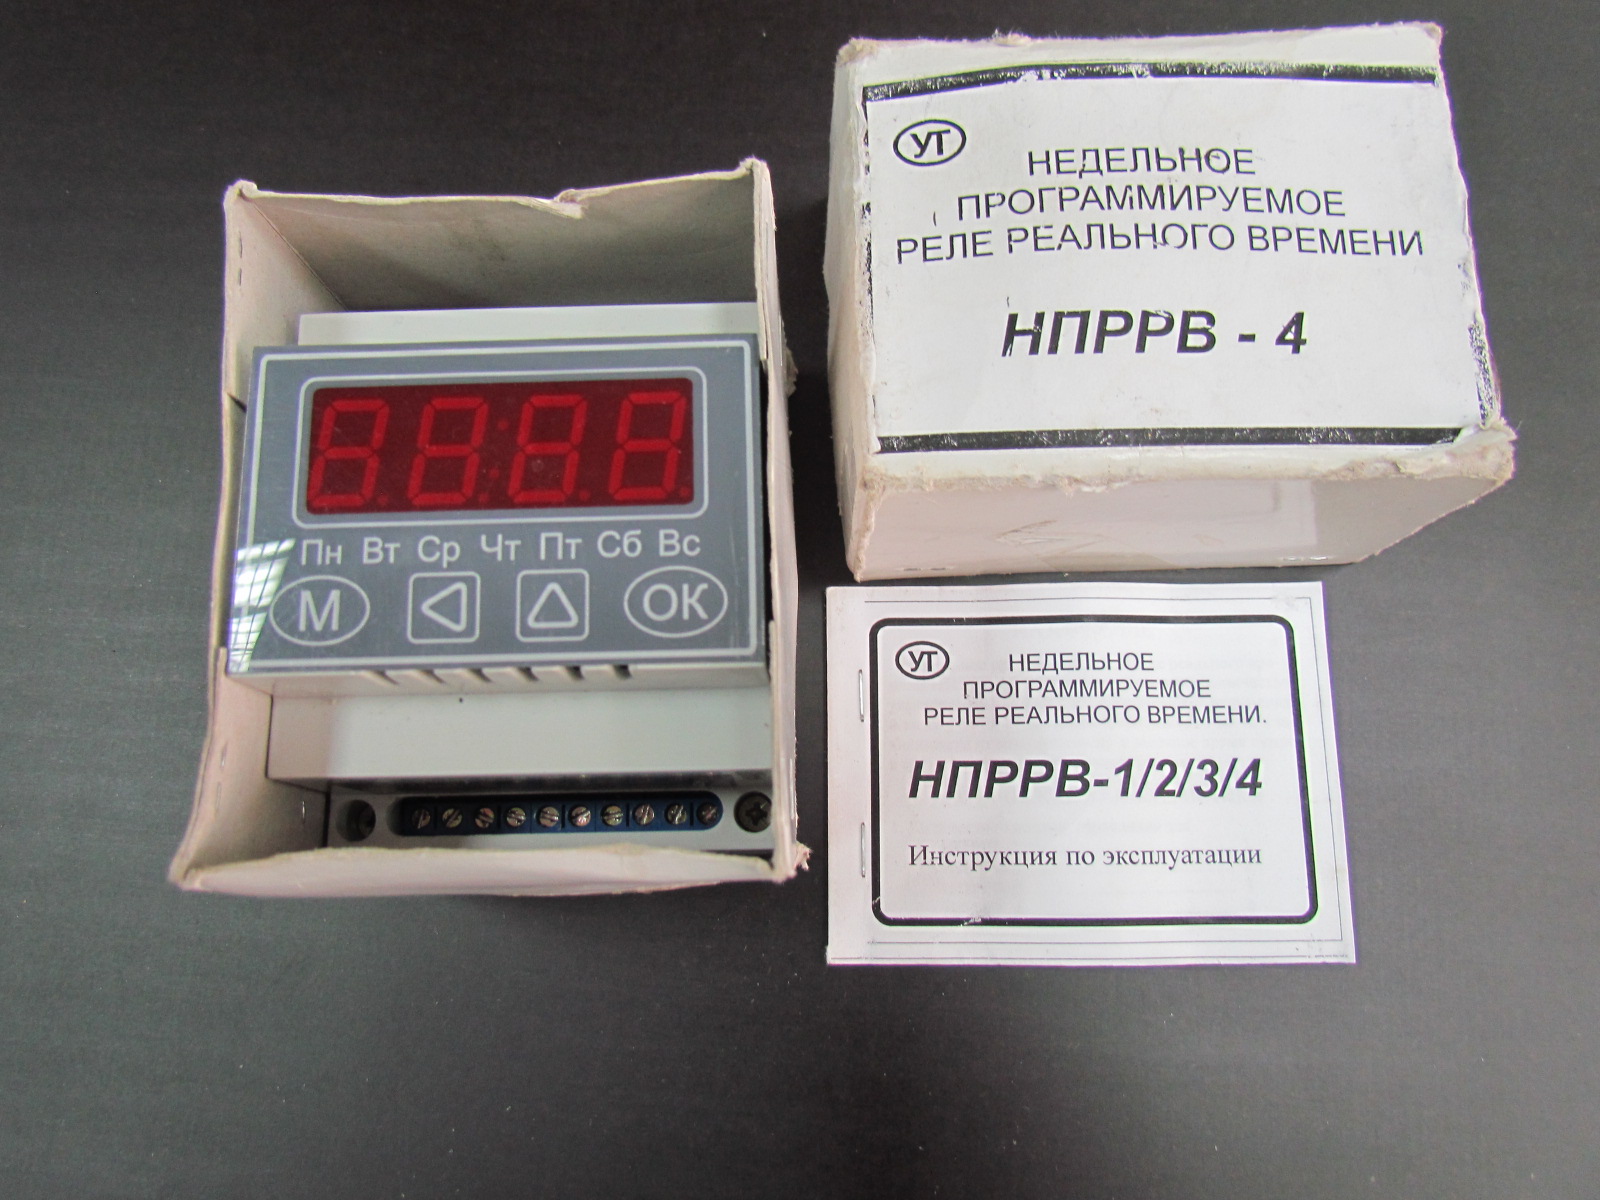 Пн Вт Ср Чт Пт Сб Вс
М ОК
УТ
НЕДЕЛЬНОЕ
ПРОГРАММИРУЕМОЕ
РЕЛЕ РЕАЛЬНОГО ВРЕМЕНИ
НПРРВ - 4
УТ
НЕДЕЛЬНОЕ
ПРОГРАММИРУЕМОЕ
РЕЛЕ РЕАЛЬНОГО ВРЕМЕНИ.
НПРРВ-1/2/3/4
Инструкция по эксплуатации